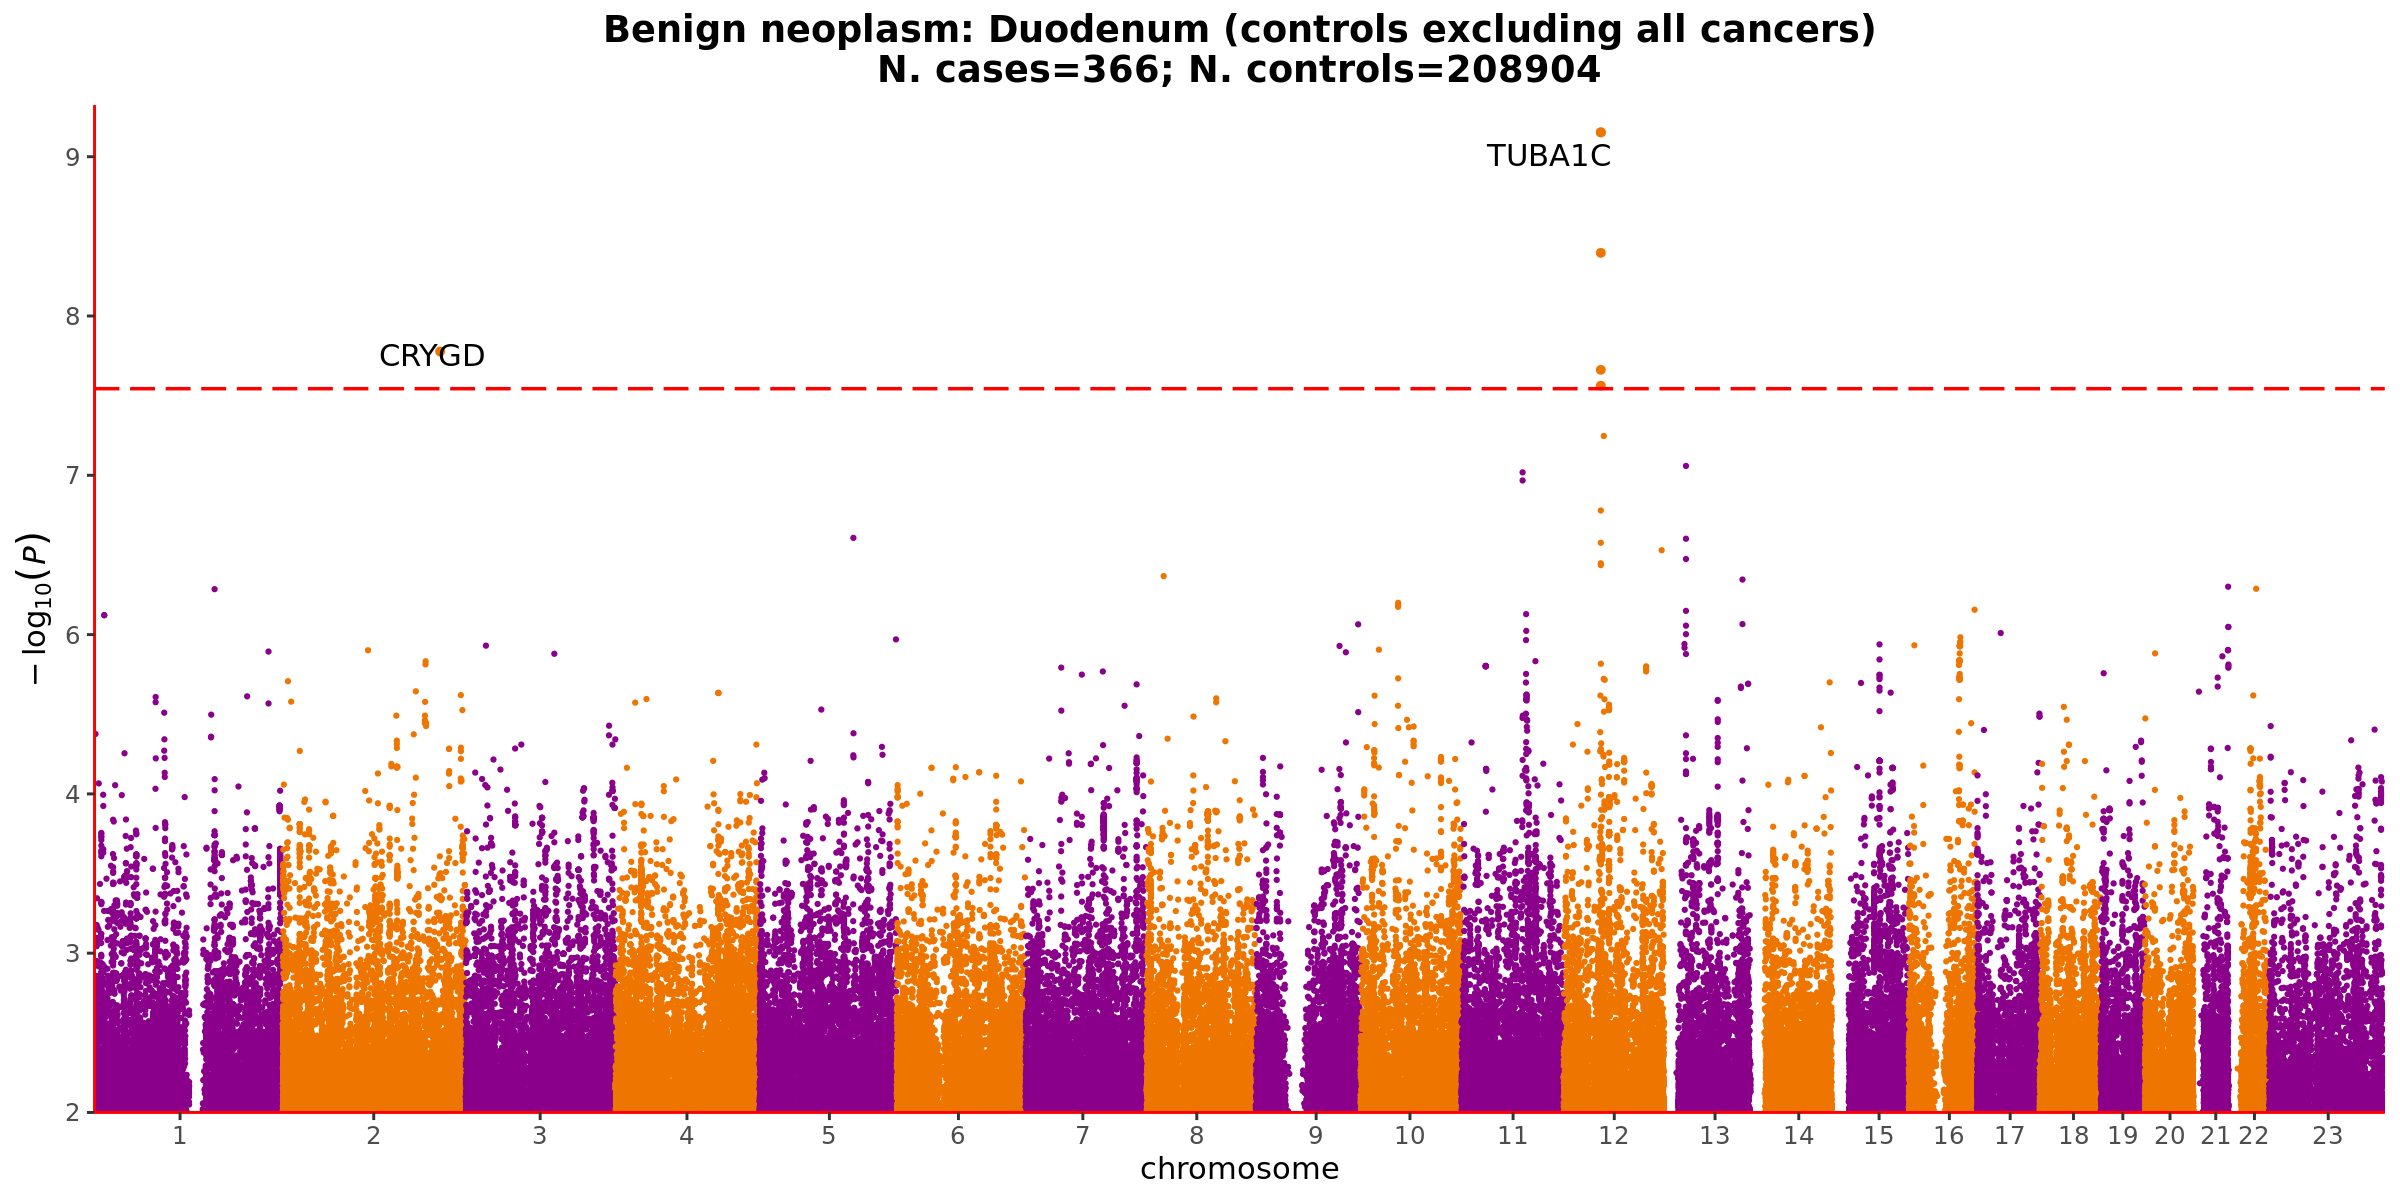 Benign neoplasm: Duodenum (controls excluding all cancers)
N. cases=366; N. controls=208904
9
TUBA1C
8
CRYGD
7
6
4
3
2
− log10(P)
1 2 3 4 5 6 7 8 9 10 11 12 13 14 15 16 17 18 19 20 21 22 23
chromosome